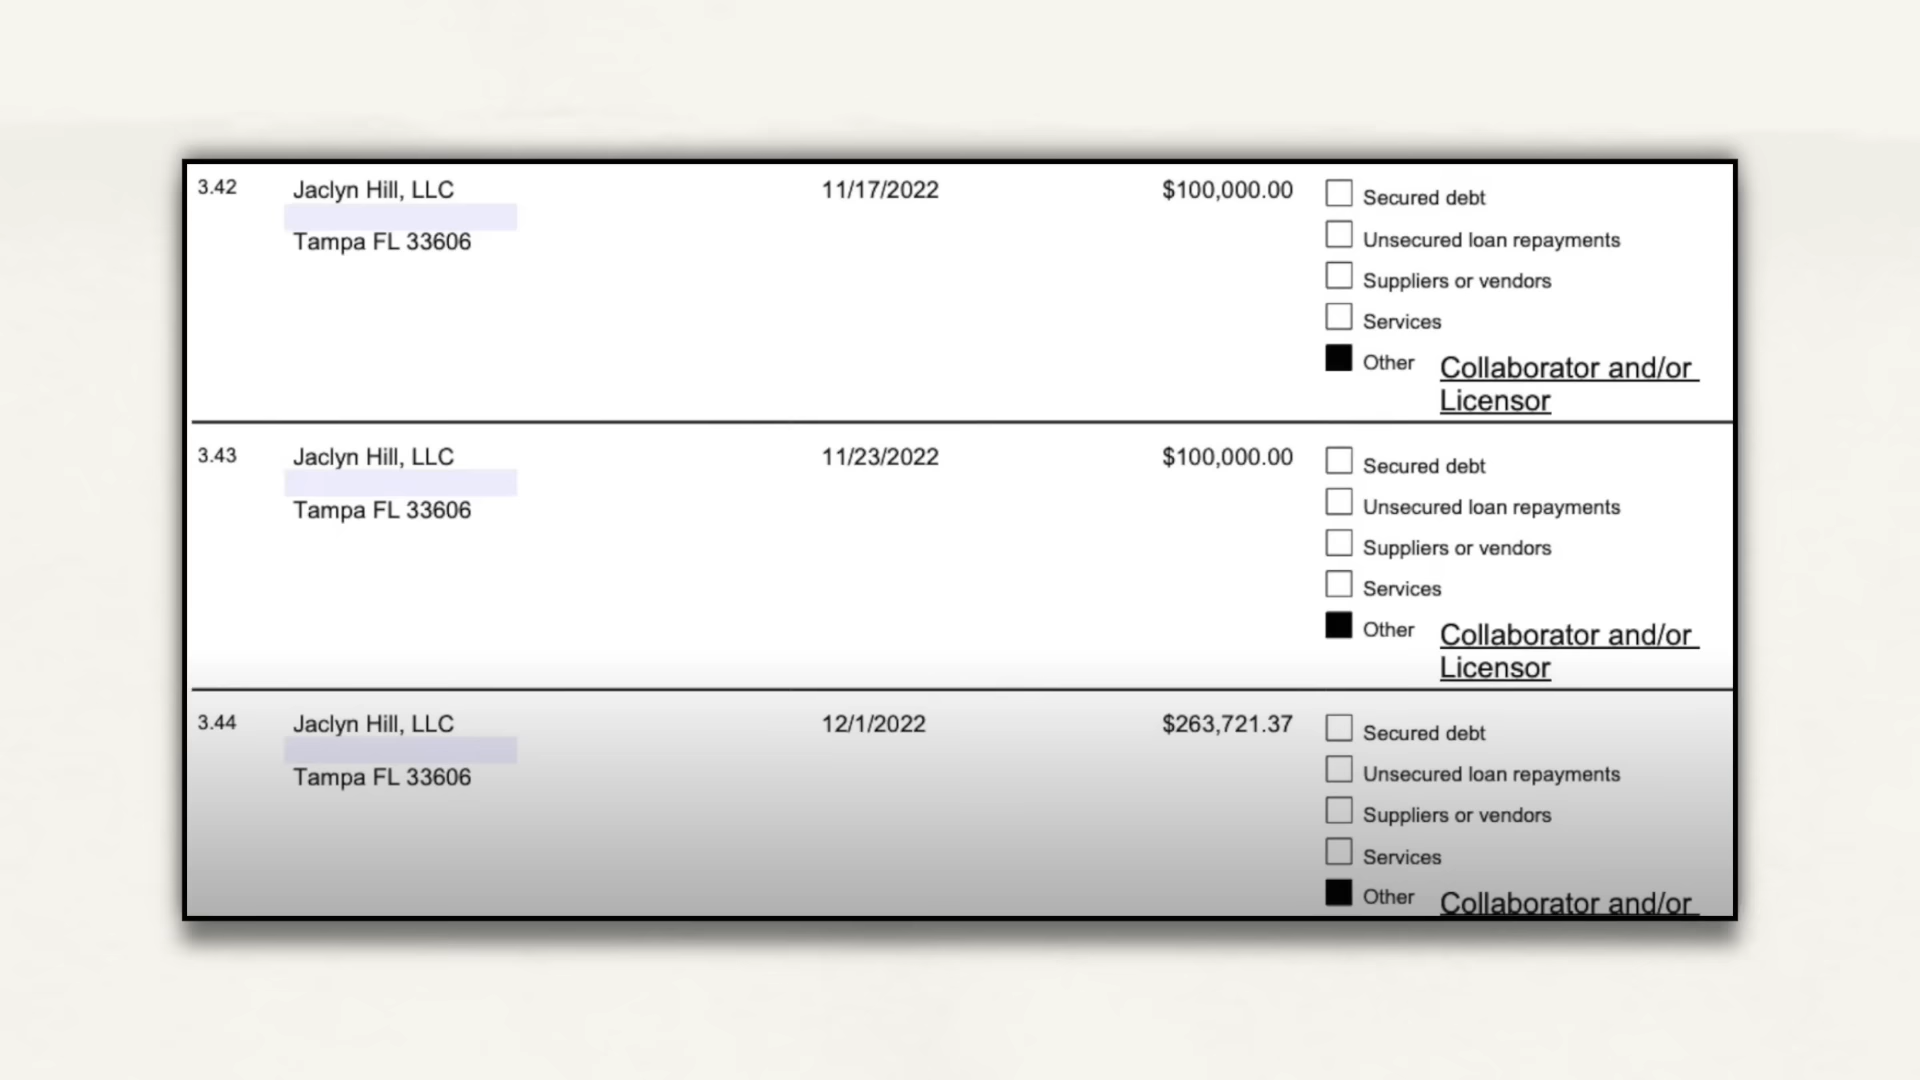 3.42 Jaclyn Hill, LLC 11/17/2022 $100,000.00 Secured debt
Tampa FL 33606
Unsecured loan repayments
Suppliers or vendors
Services
Other Collaborator and/or
Licensor
3.43 Jaclyn Hill, LLC 11/23/2022 $100,000.00 Secured debt
Tampa FL 33606
Unsecured loan repayments
Suppliers or vendors
Services
Other Collaborator and/or
Licensor
3.44 Jaclyn Hill, LLC 12/1/2022 $263,721.37 Secured debt
Tampa FL 33606
Unsecured loan repayments
Suppliers or vendors
Services
Other Collaborator and/or